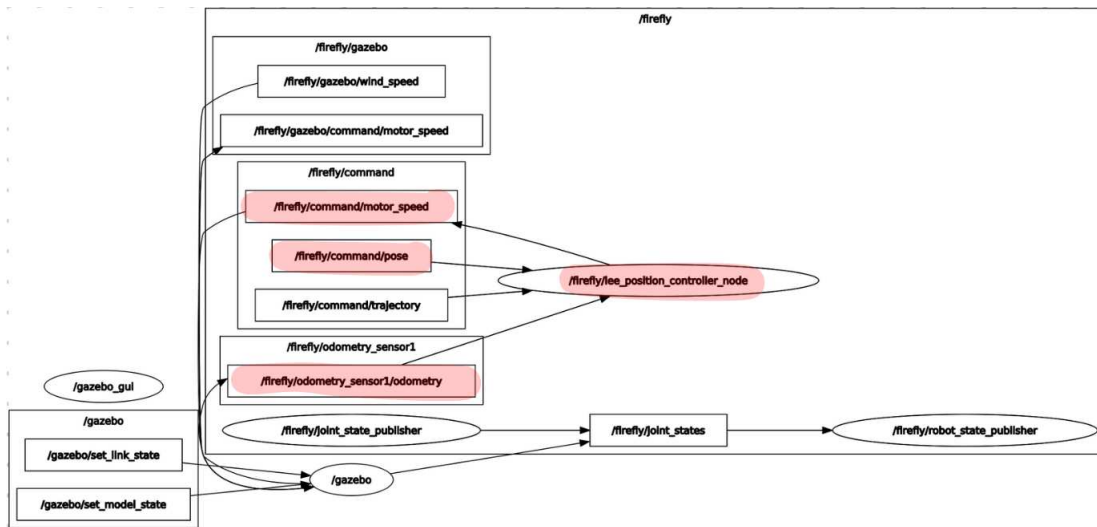 /firefly
/firefly/gazebo
/firefly/gazebo/wind_speed
/firefly/gazebo/command/motor_speed
/firefly/command
/firefly/command/motor_speed
/firefly/command/pose
/firefly/lee_position_controller_node
/firefly/command/trajectory
/firefly/odometry_sensor1
/firefly/odometry_sensor1/odometry
/gazebo_gui
/gazebo
/firefly/joint_state_publisher
/firefly/joint_states
/firefly/robot_state_publisher
/gazebo/set_link_state
/gazebo
/gazebo/set_model_state